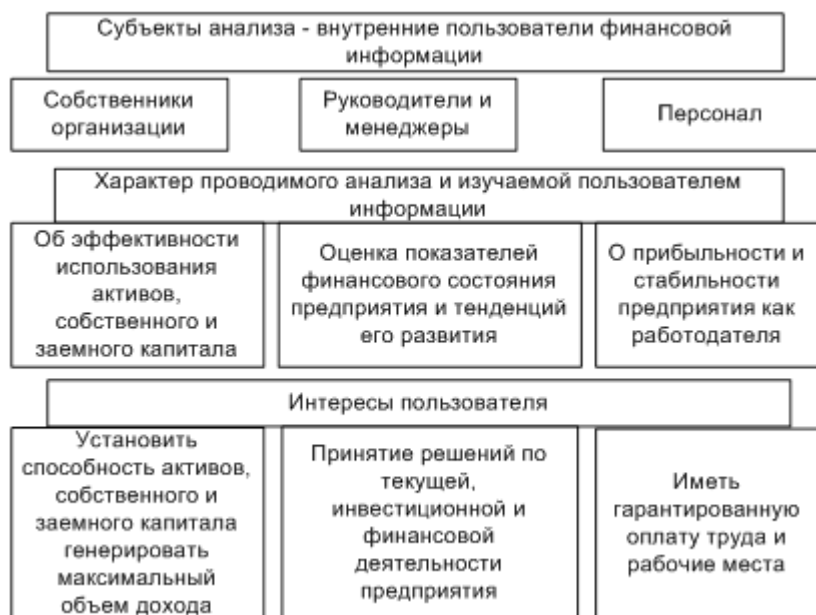 Субъекты анализа - внутренние пользователи финансовой
информации
Собственники
организации
Руководители и
менеджеры
Персонал
Характер проводимого анализа и изучаемой пользователем
информации
Об эффективности
использования
активов,
собственного и
заемного капитала
Оценка показателей
финансового состояния
предприятия и тенденций
его развития
О прибыльности и
стабильности
предприятия как
работодателя
Интересы пользователя
Установить
способность активов,
собственного и
заемного капитала
генерировать
максимальный
объем дохода
Принятие решений по
текущей,
инвестиционной и
финансовой
деятельности
предприятия
Иметь
гарантированную
оплату труда и
рабочие места